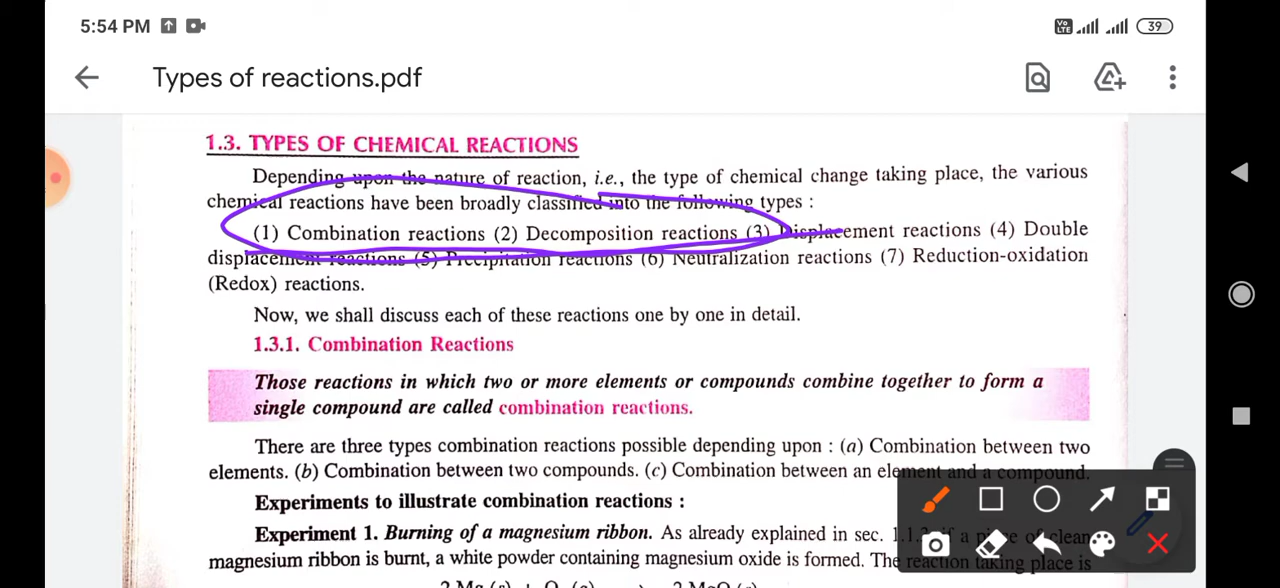 5:54 PM
39
Types of reactions.pdf
1.3. TYPES OF CHEMICAL REACTIONS
Depending upon the nature of reaction, i.e., the type of chemical change taking place, the various
chemical reactions have been broadly classified into the following types :
(1) Combination reactions (2) Decomposition reactions (3) Displacement reactions (4) Double
displacement reactions (5) Precipitation reactions (6) Neutralization reactions (7) Reduction-oxidation
(Redox) reactions.
Now, we shall discuss each of these reactions one by one in detail.
1.3.1. Combination Reactions
Those reactions in which two or more elements or compounds combine together to form a
single compound are called combination reactions.
There are three types combination reactions possible depending upon : (a) Combination between two
elements. (b) Combination between two compounds. (c) Combination between an element and a compound.
Experiments to illustrate combination reactions :
Experiment 1. Burning of a magnesium ribbon. As already explained in sec. clean
magnesium ribbon is burnt, a white powder containing magnesium oxide is formed. The reaction taking place is